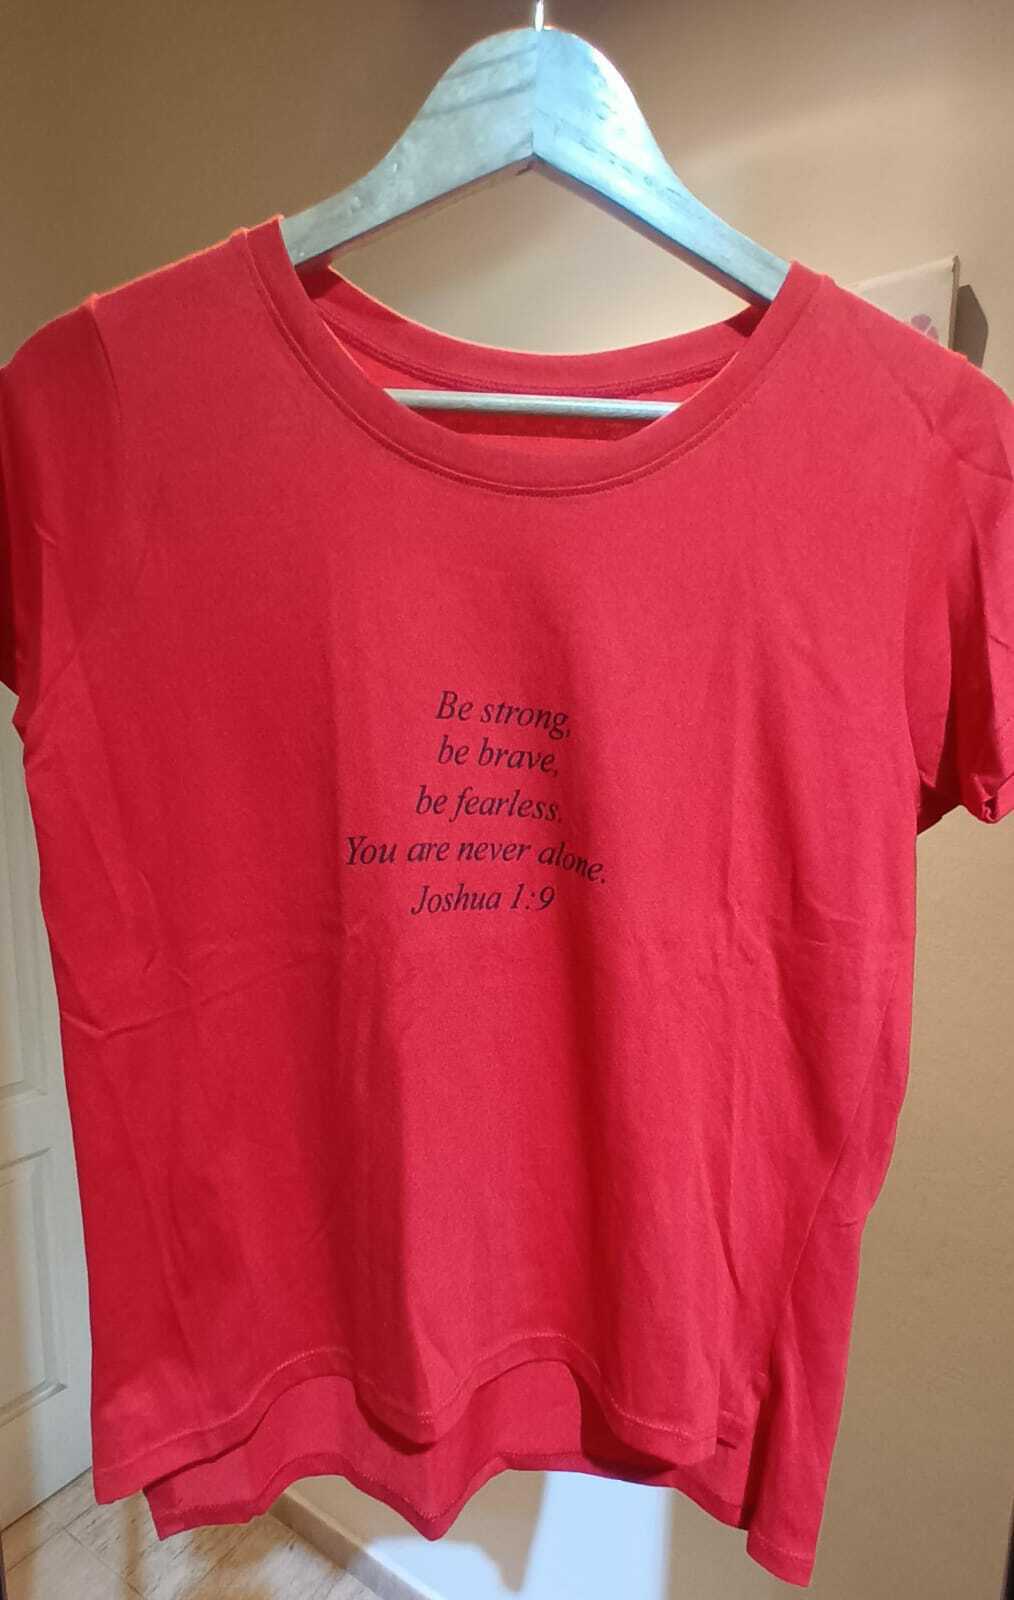 Be strong,
be brave,
be fearless.
You are never alone.
Joshua 1:9